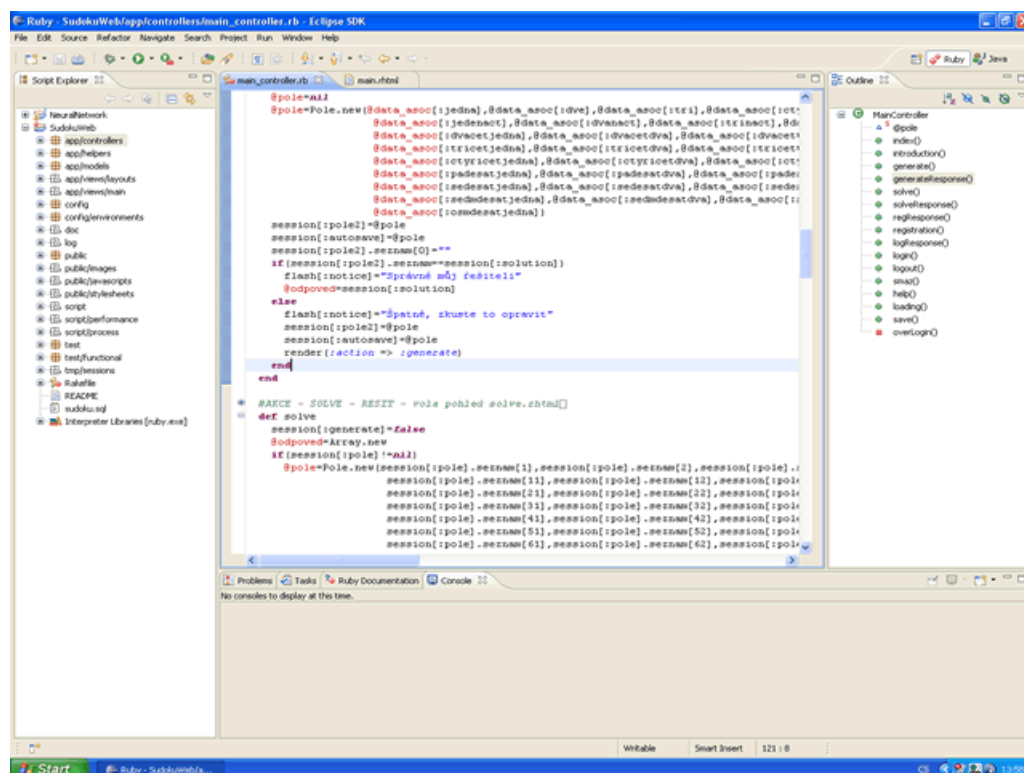 Ruby - SudokuWeb/app/controllers/main_controller.rb - Eclipse SDK
File Edit Source Refactor Navigate Search Project Run Window Help
Ruby Java
Script Explorer
NeuralNetwork
SudokuWeb
app/controllers
app/helpers
app/models
app/views/layouts
app/views/main
config
config/environments
doc
log
public
public/images
public/javascripts
public/stylesheets
script
script/performance
script/process
test
test/functional
tmp/sessions
Rakefile
README
sudoku.sql
Interpreter Libraries [ruby.exe]
main_controller.rb main.rhtml
@pole=nil
@pole=Pole.new(@data_asoc[:jedna],@data_asoc[:dve],@data_asoc[:tri],@data_asoc[:ct
@data_asoc[:jedenact],@data_asoc[:dvanact],@data_asoc[:trinact],@d
@data_asoc[:dvacetjedna],@data_asoc[:dvacetdva],@data_asoc[:dvacet
@data_asoc[:tricetjedna],@data_asoc[:tricetdva],@data_asoc[:tricet
@data_asoc[:ctyricetjedna],@data_asoc[:ctyricetdva],@data_asoc[:ct
@data_asoc[:padesatjedna],@data_asoc[:padesatdva],@data_asoc[:pade
@data_asoc[:sedesatjedna],@data_asoc[:sedesatdva],@data_asoc[:sede
@data_asoc[:sedmdesatjedna],@data_asoc[:sedmdesatdva],@data_asoc[:
@data_asoc[:osmdesatjedna])
session[:pole2]=@pole
session[:autosave]=@pole
session[:pole2].seznam[0]=""
if(session[:pole2].seznam==session[:solution])
flash[:notice]="Správně můj řešiteli"
@odpoved=session[:solution]
else
flash[:notice]="Špatně, zkuste to opravit"
session[:pole2]=@pole
session[:autosave]=@pole
render(:action => :generate)
end
end
#AKCE - SOLVE - RESIT - vola pohled solve.rhtml
def solve
session[:generate]=false
@odpoved=Array.new
if(session[:pole]!=nil)
@pole=Pole.new(session[:pole].seznam[1],session[:pole].seznam[2],session[:pole].
session[:pole].seznam[11],session[:pole].seznam[12],session[:pol
session[:pole].seznam[21],session[:pole].seznam[22],session[:pol
session[:pole].seznam[31],session[:pole].seznam[32],session[:pol
session[:pole].seznam[41],session[:pole].seznam[42],session[:pol
session[:pole].seznam[51],session[:pole].seznam[52],session[:pol
session[:pole].seznam[61],session[:pole].seznam[62],session[:pol
Outline
MainController
@pole
index()
introduction()
generate()
generateResponse()
solve()
solveResponse()
regResponse()
registration()
logResponse()
login()
logout()
smaz()
help()
loading()
save()
overLogin()
Problems Tasks Ruby Documentation Console
No consoles to display at this time.
Writable Smart Insert 121 : 8
Start Ruby - SudokuWeb/a... CS 13:58